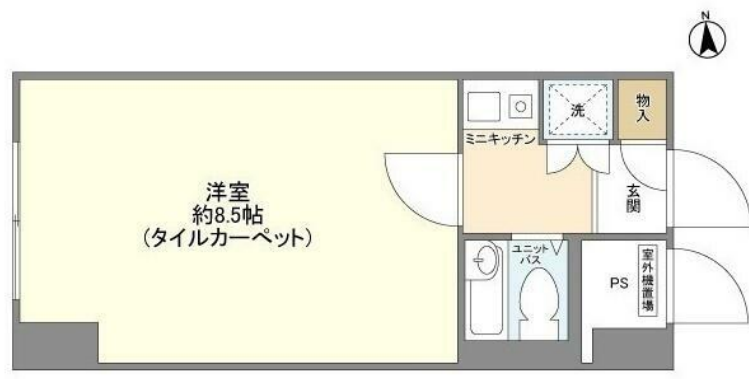 N
物
入
洗
ミニキッチン
洋室
約8.5帖
(タイルカーペット)
玄
関
ユニット
バス
PS
室外機置場